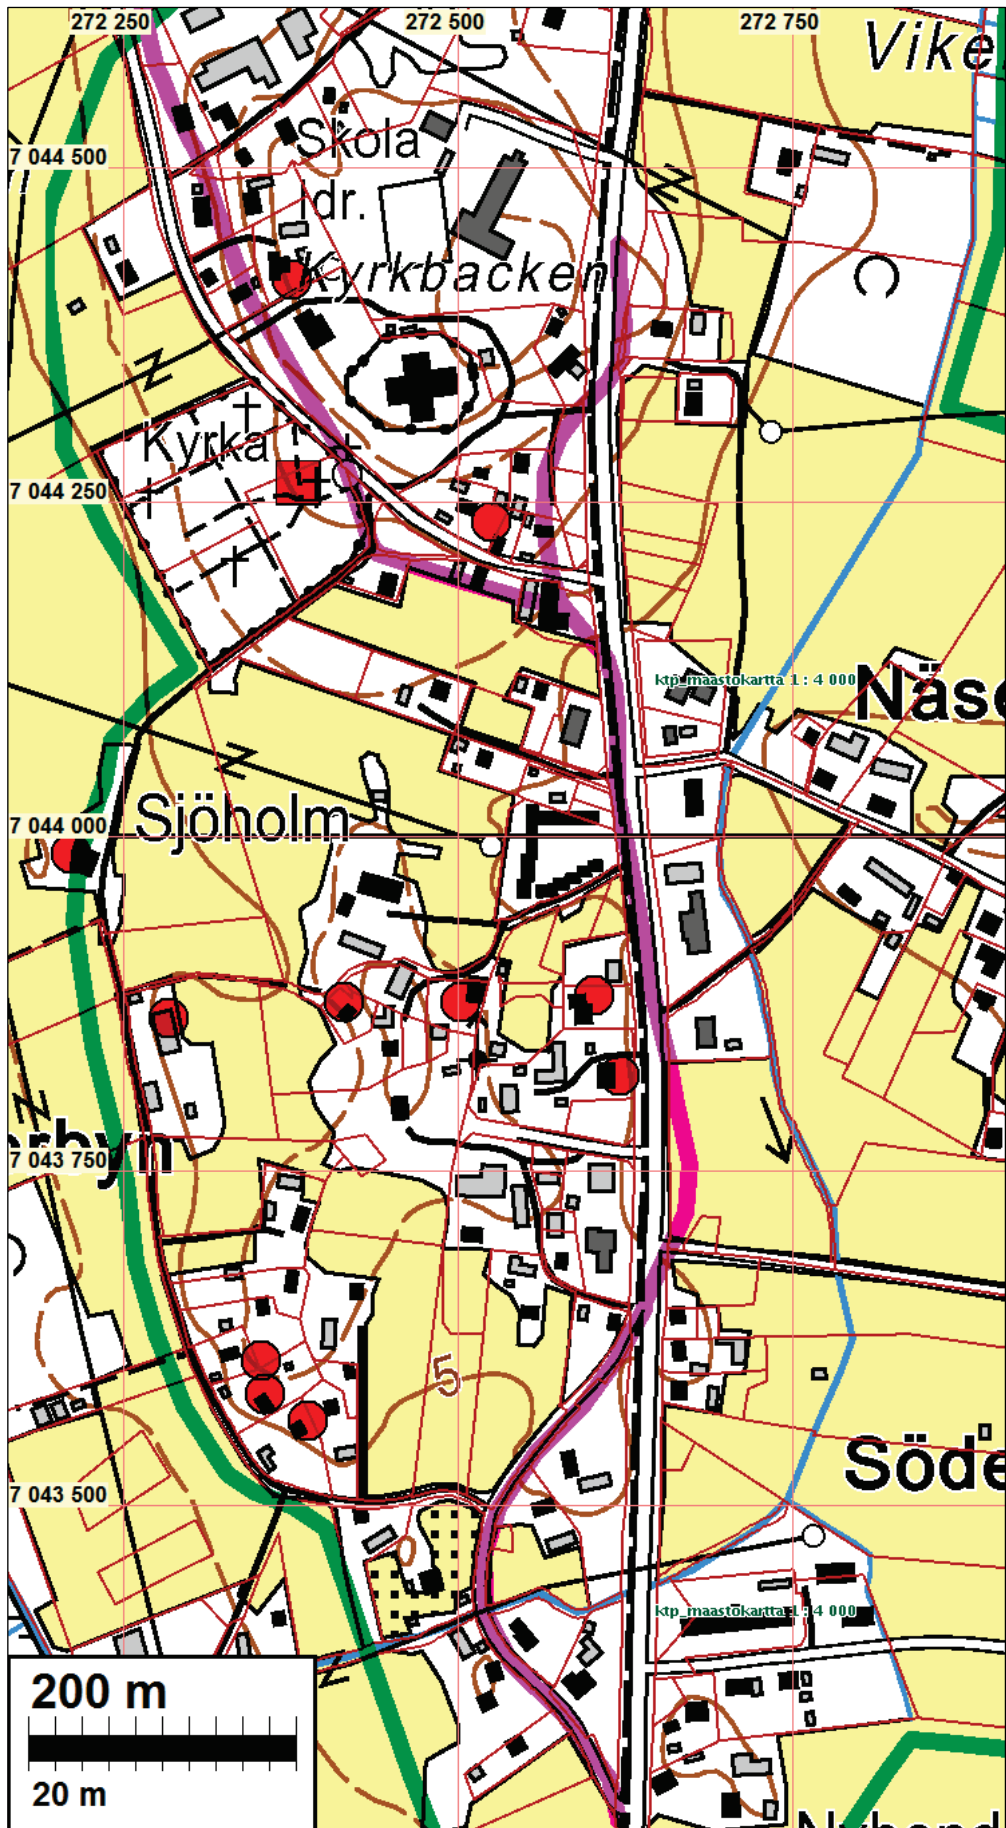 272 250
272 500
272 750
Vike
Skola
7 044 500
Idr.
Kyrkbacken
Kyrka
7 044 250
ktp_maastokartta 1 : 4 000
Näse
Sjöholm
7 044 000
erbyn
7 043 750
5
Söde
7 043 500
ktp_maastokartta 1 : 4 000
200 m
20 m